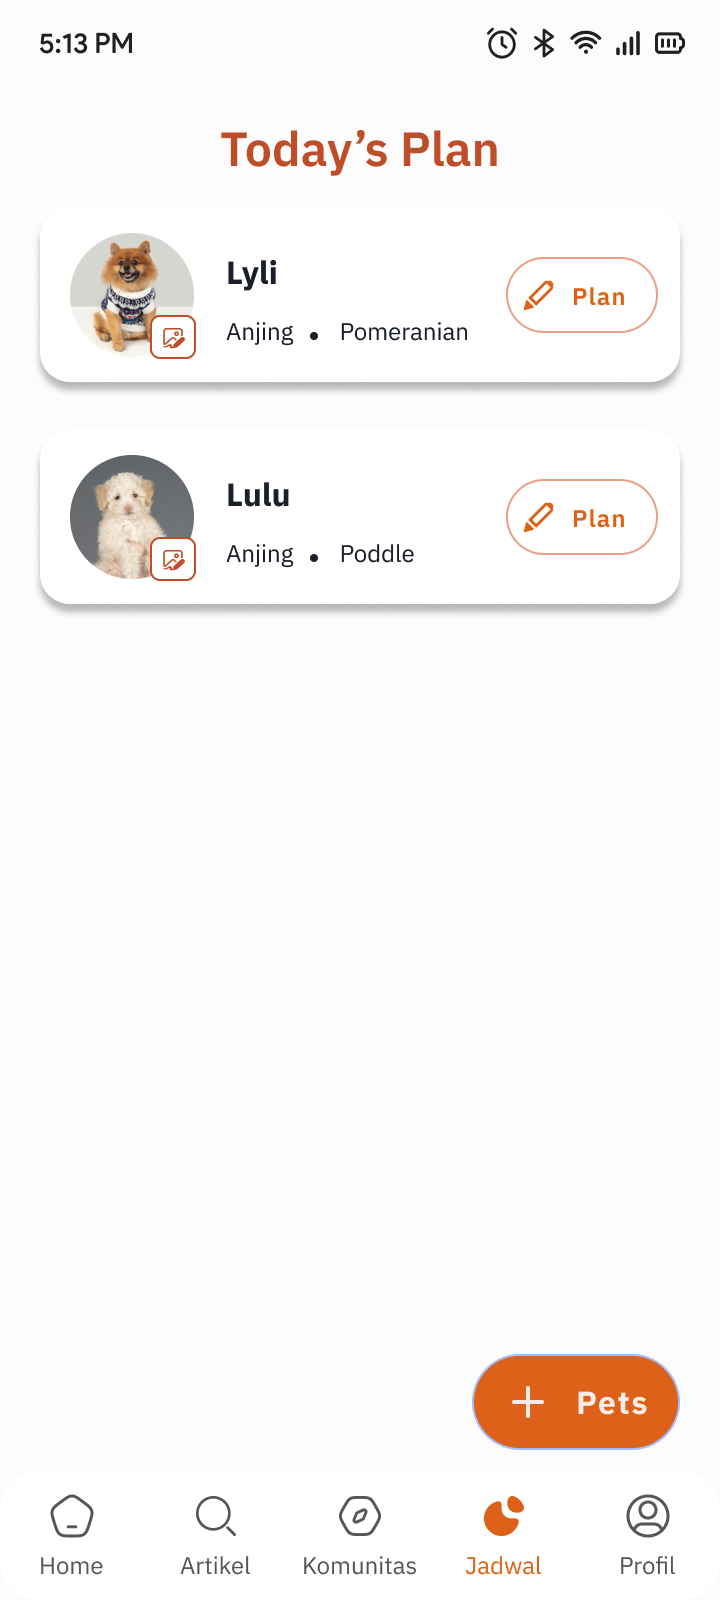 5:13 PM
Today’s Plan
Lyli
Anjing • Pomeranian
Plan
Lulu
Anjing • Poddle
Plan
+ Pets
Home
Artikel
Komunitas
Jadwal
Profil